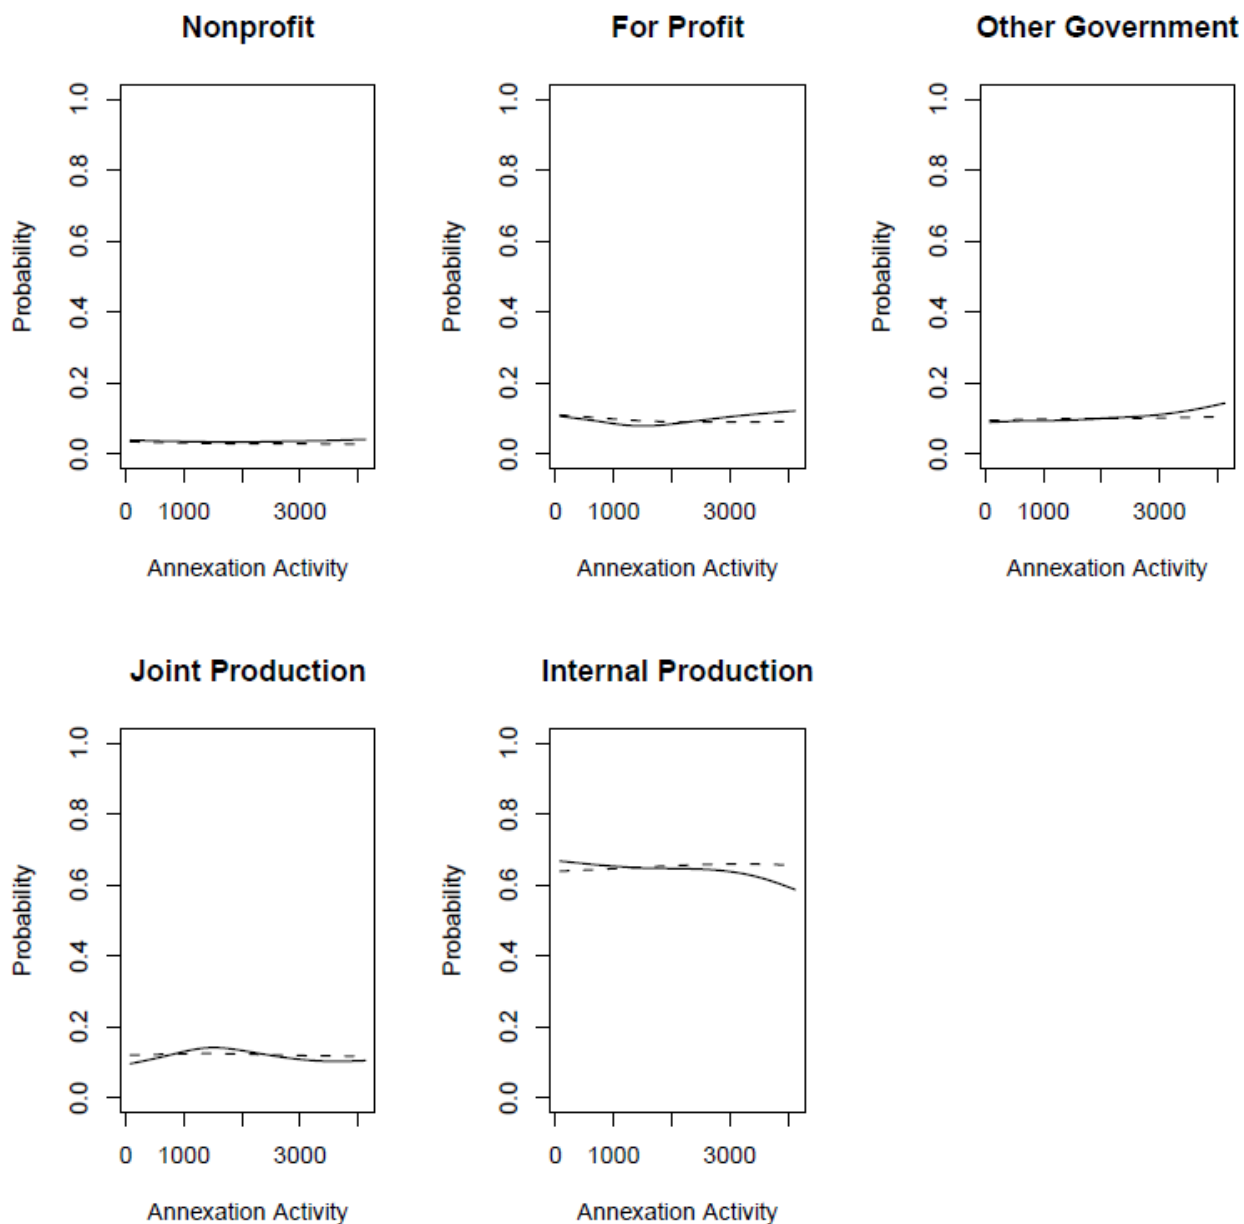 Nonprofit
For Profit
Other Government
Probability
0.0 0.2 0.4 0.6 0.8 1.0
0 1000 3000
Annexation Activity
Probability
0.0 0.2 0.4 0.6 0.8 1.0
0 1000 3000
Annexation Activity
Probability
0.0 0.2 0.4 0.6 0.8 1.0
0 1000 3000
Annexation Activity
Joint Production
Internal Production
Probability
0.0 0.2 0.4 0.6 0.8 1.0
0 1000 3000
Annexation Activity
Probability
0.0 0.2 0.4 0.6 0.8 1.0
0 1000 3000
Annexation Activity